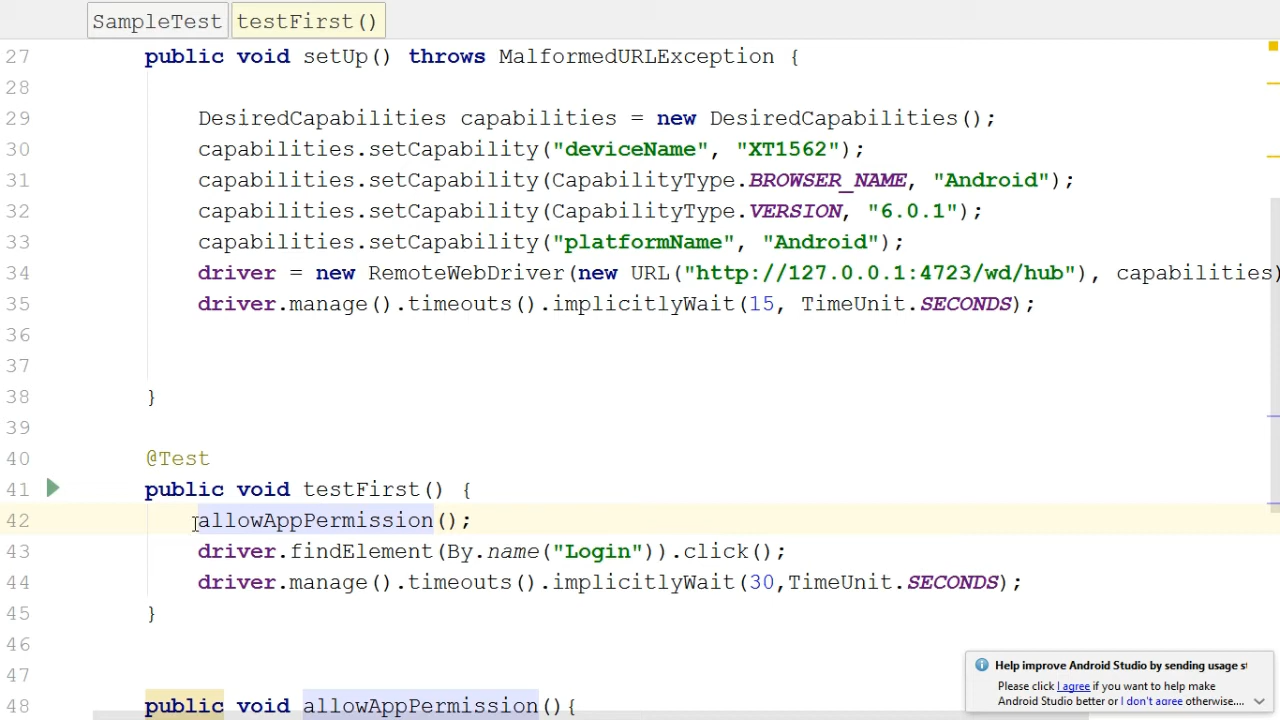 SampleTest testFirst()
27 public void setUp() throws MalformedURLException {
28
29 DesiredCapabilities capabilities = new DesiredCapabilities();
30 capabilities.setCapability("deviceName", "XT1562");
31 capabilities.setCapability(CapabilityType.BROWSER_NAME, "Android");
32 capabilities.setCapability(CapabilityType.VERSION, "6.0.1");
33 capabilities.setCapability("platformName", "Android");
34 driver = new RemoteWebDriver(new URL("http://127.0.0.1:4723/wd/hub"), capabilities)
35 driver.manage().timeouts().implicitlyWait(15, TimeUnit.SECONDS);
36
37
38 }
39
40 @Test
41 public void testFirst() {
42 allowAppPermission();
43 driver.findElement(By.name("Login")).click();
44 driver.manage().timeouts().implicitlyWait(30,TimeUnit.SECONDS);
45 }
46
47
48 public void allowAppPermission(){
Help improve Android Studio by sending usage st
Please click I agree if you want to help make
Android Studio better or I don't agree otherwise....